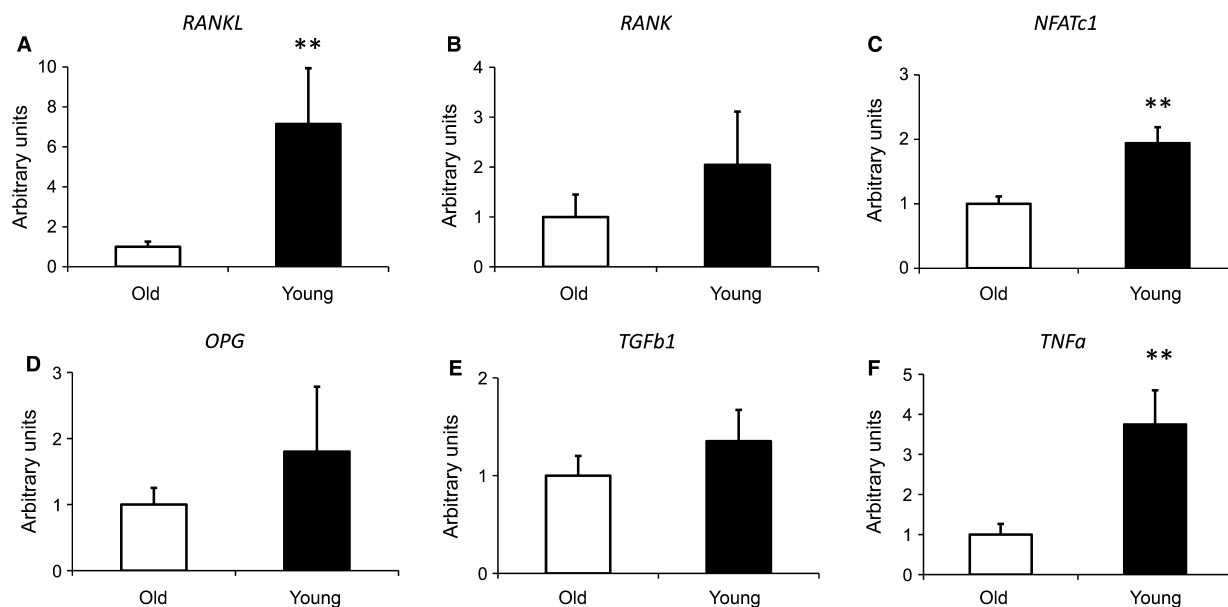 RANKL
A
**
10
8
6
4
2
0
Arbitrary units
Old
Young
RANK
B
4
3
2
1
0
Arbitrary units
Old
Young
NFATc1
C
**
3
2
1
0
Arbitrary units
Old
Young
OPG
D
3
2
1
0
Arbitrary units
Old
Young
TGFb1
E
2
1
0
Arbitrary units
Old
Young
TNFa
F
**
5
4
3
2
1
0
Arbitrary units
Old
Young